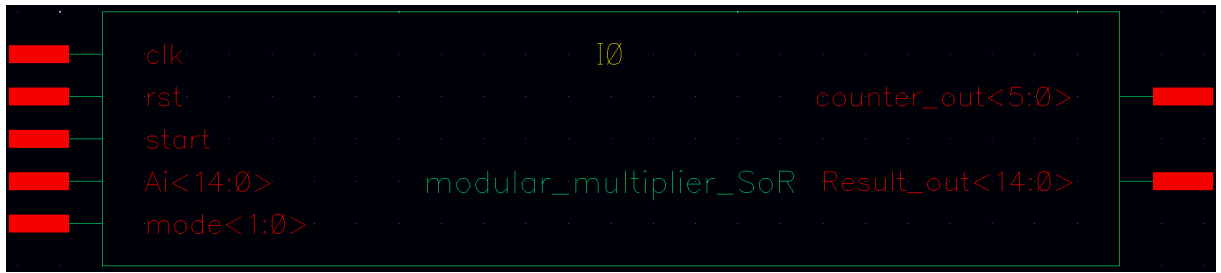 clk
I0
rst
counter_out<5:0>
start
Ai<14:0>
modular_multiplier_SoR
Result_out<14:0>
mode<1:0>